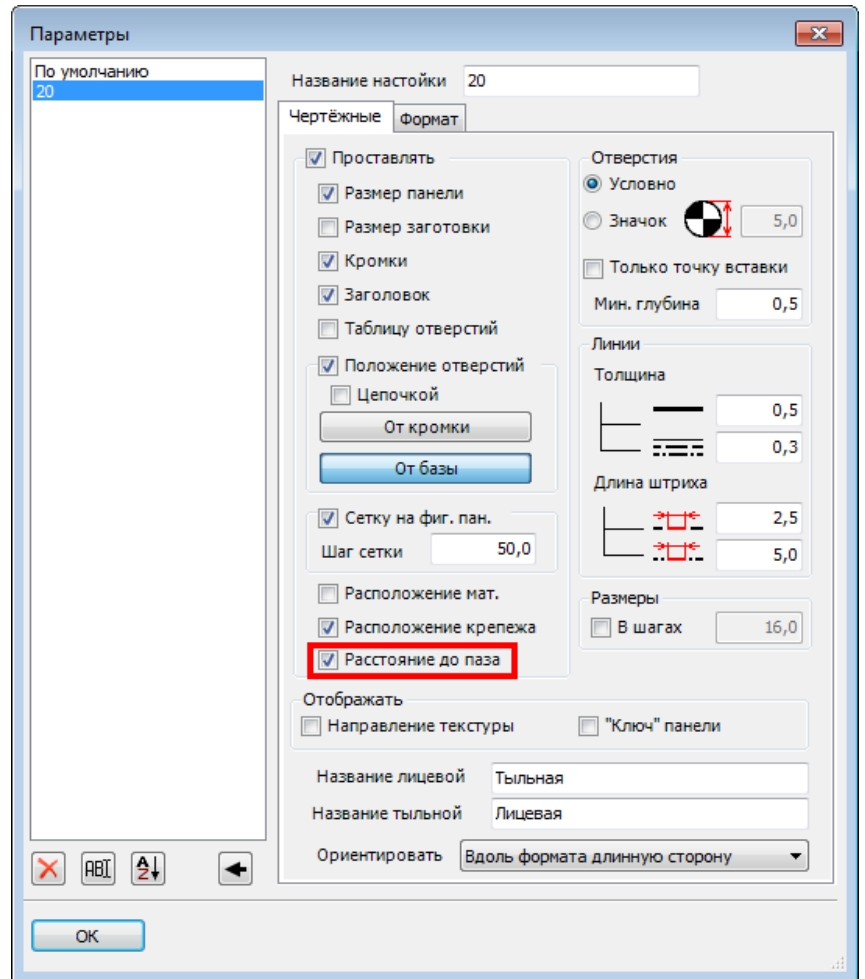 Параметры
По умолчанию
20
Название настойки 20
Чертёжные Формат
Проставлять
Размер панели
Размер заготовки
Кромки
Заголовок
Таблицу отверстий
Положение отверстий
Цепочкой
От кромки
От базы
Сетку на фиг. пан.
Шаг сетки 50,0
Расположение мат.
Расположение крепежа
Расстояние до паза
Отверстия
Условно
Значок 5,0
Только точку вставки
Мин. глубина 0,5
Линии
Толщина
0,5
0,3
Длина штриха
2,5
5,0
Размеры
В шагах 16,0
Отображать
Направление текстуры "Ключ" панели
Название лицевой Тыльная
Название тыльной Лицевая
Ориентировать Вдоль формата длинную сторону
ABI AZ
OK